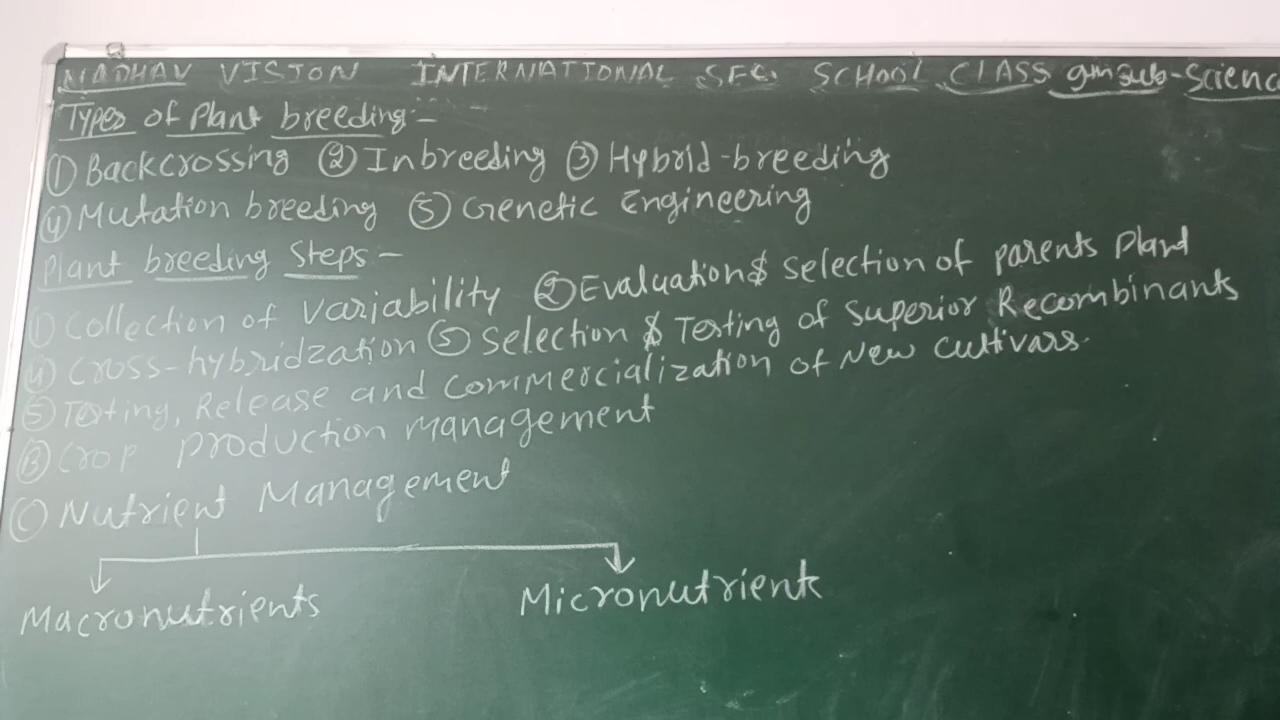 MADHAV VISION INTERNATIONAL SEC. SCHOOL CLASS 9th sub-Science
Types of Plant breeding:-
① Backcrossing ② Inbreeding ③ Hybrid-breeding
④ Mutation breeding ⑤ Genetic Engineering
Plant breeding Steps -
① Collection of Variability ② Evaluation & selection of parents Plant
④ Cross-hybridzation ⑤ Selection & Testing of superior Recombinants
⑤ Testing, Release and commercialization of New cultivars.
Ⓑ Crop production management
Ⓒ Nutrient Management
Macronutrients Micronutrients